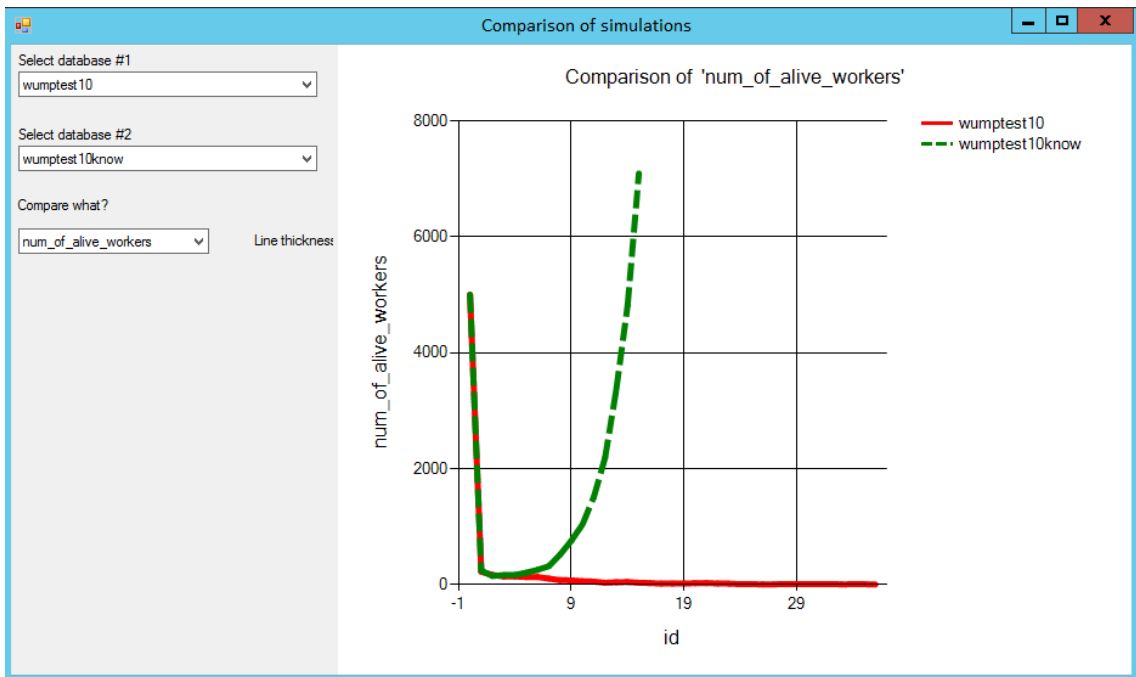 Comparison of simulations
Select database #1
wumptest10
Select database #2
wumptest10know
Compare what?
num_of_alive_workers
Line thickness
Comparison of 'num_of_alive_workers'
wumptest10
wumptest10know
num_of_alive_workers
8000
6000
4000
2000
0
-1 9 19 29
id